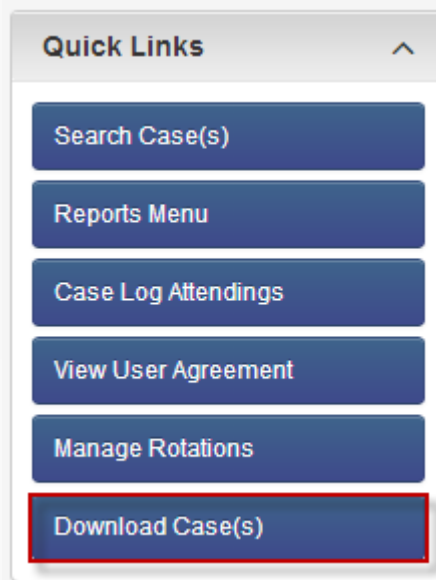 Quick Links
Search Case(s)
Reports Menu
Case Log Attendings
View User Agreement
Manage Rotations
Download Case(s)